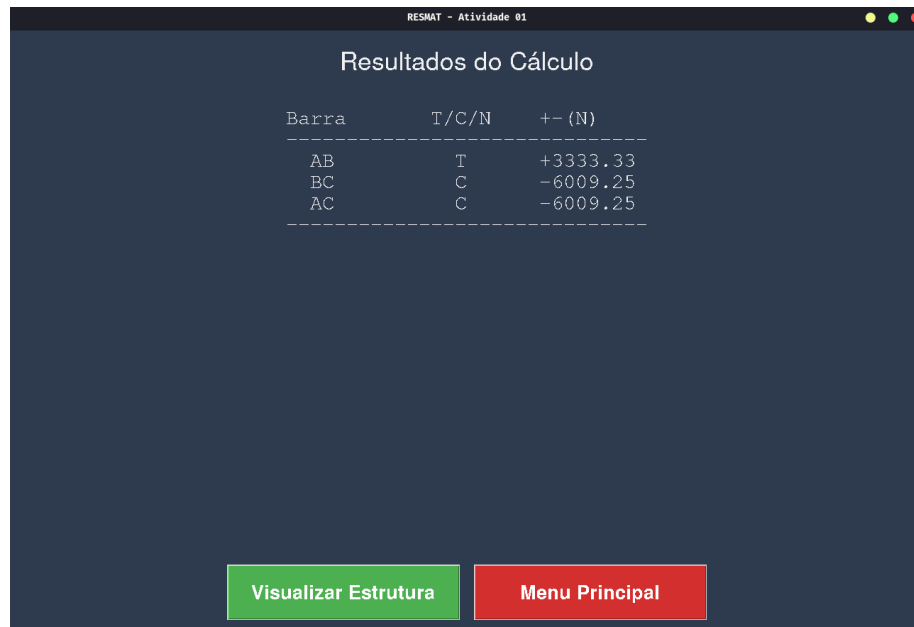 RESMAT - Atividade 01
Resultados do Cálculo
Barra T/C/N +-(N)
------------------------------
AB T +3333.33
BC C -6009.25
AC C -6009.25
------------------------------
Visualizar Estrutura Menu Principal